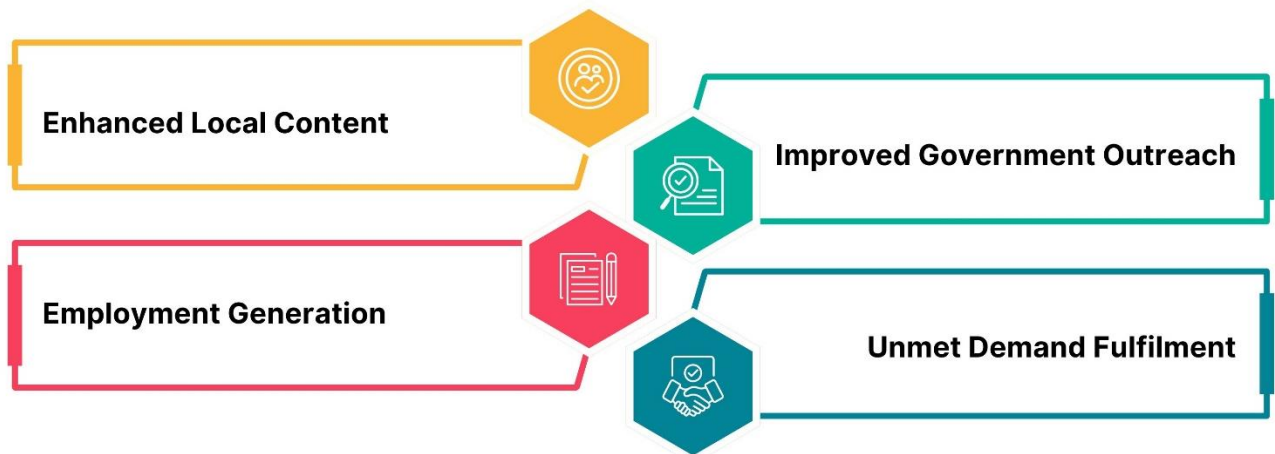 Enhanced Local Content
Improved Government Outreach
Employment Generation
Unmet Demand Fulfilment